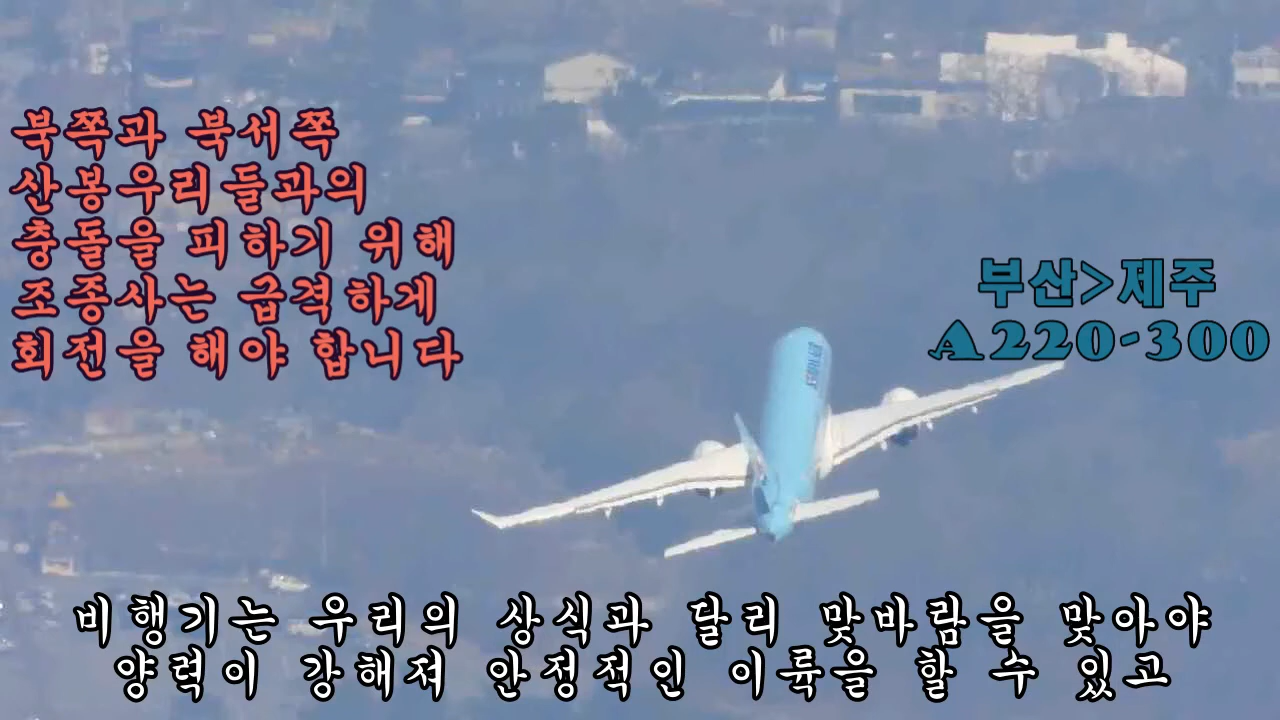 북쪽과 북서쪽
산봉우리들과의
충돌을 피하기 위해
조종사는 급격하게
회전을 해야 합니다
부산>제주
A220-300
비행기는 우리의 상식과 달리 맞바람을 맞아야
양력이 강해져 안정적인 이륙을 할 수 있고